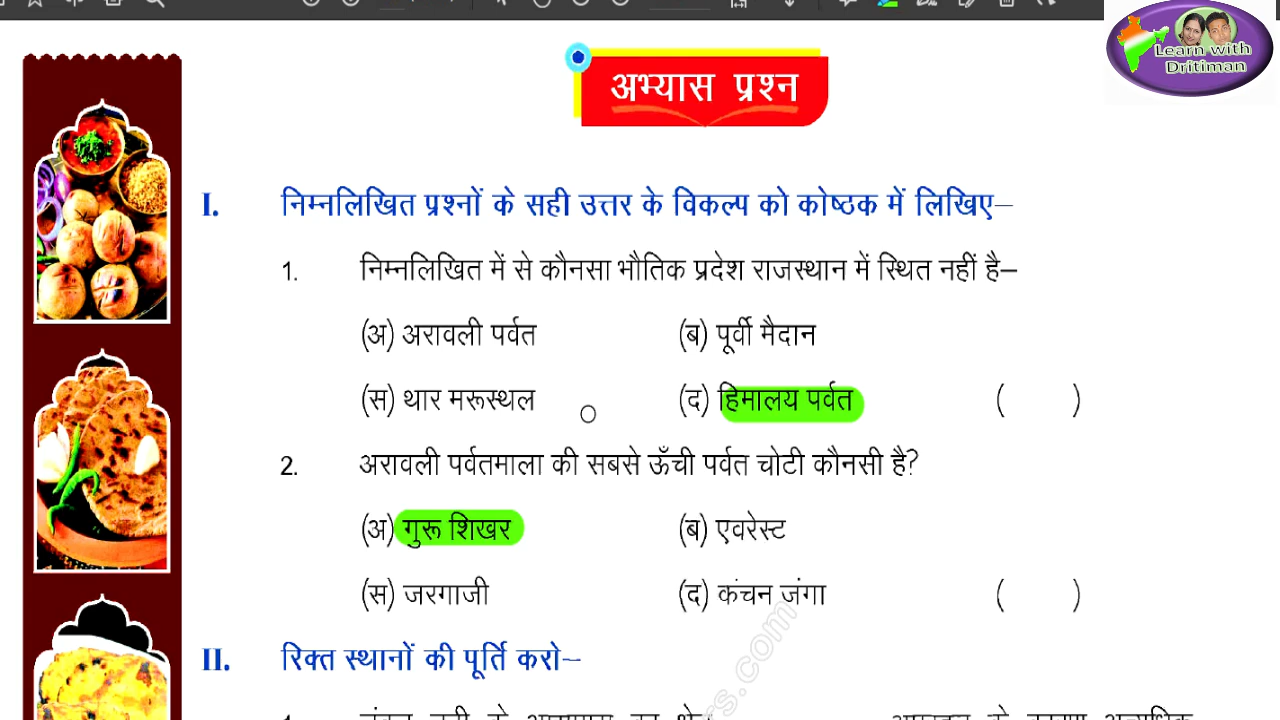 Learn with
Dritiman
अभ्यास प्रश्न
I. निम्नलिखित प्रश्नों के सही उत्तर के विकल्प को कोष्ठक में लिखिए–
1. निम्नलिखित में से कौनसा भौतिक प्रदेश राजस्थान में स्थित नहीं है–
(अ) अरावली पर्वत (ब) पूर्वी मैदान
(स) थार मरूस्थल (द) हिमालय पर्वत ( )
2. अरावली पर्वतमाला की सबसे ऊँची पर्वत चोटी कौनसी है?
(अ) गुरू शिखर (ब) एवरेस्ट
(स) जरगाजी (द) कंचन जंगा ( )
rs.com
II. रिक्त स्थानों की पूर्ति करो–